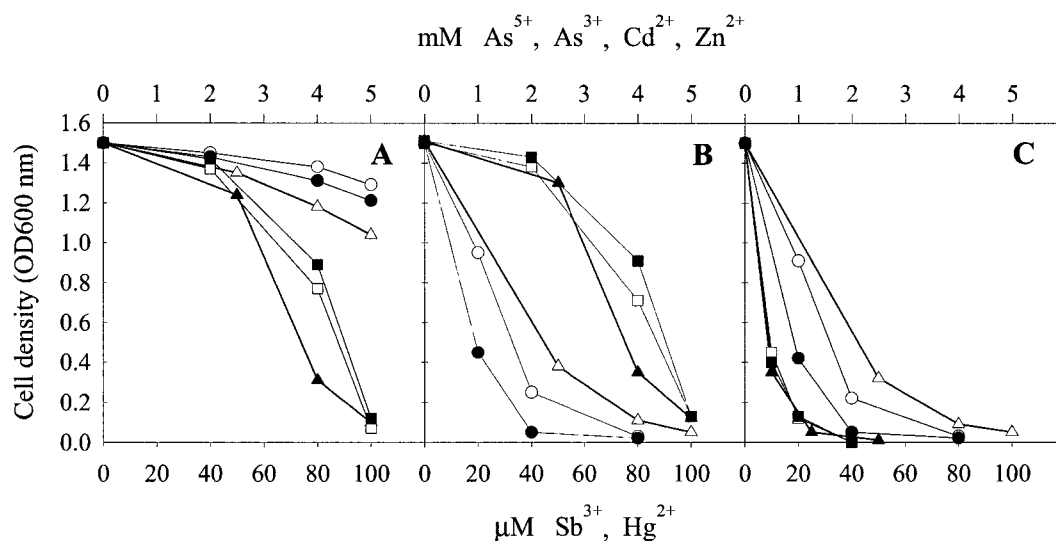 mM As5+, As3+, Cd2+, Zn2+
0 1 2 3 4 5 0 1 2 3 4 5 0 1 2 3 4 5
1.6
1.4
1.2
1.0
0.8
0.6
0.4
0.2
0.0
Cell density (OD600 nm)
A B C
0 20 40 60 80 100 0 20 40 60 80 100 0 20 40 60 80 100
µM Sb3+, Hg2+